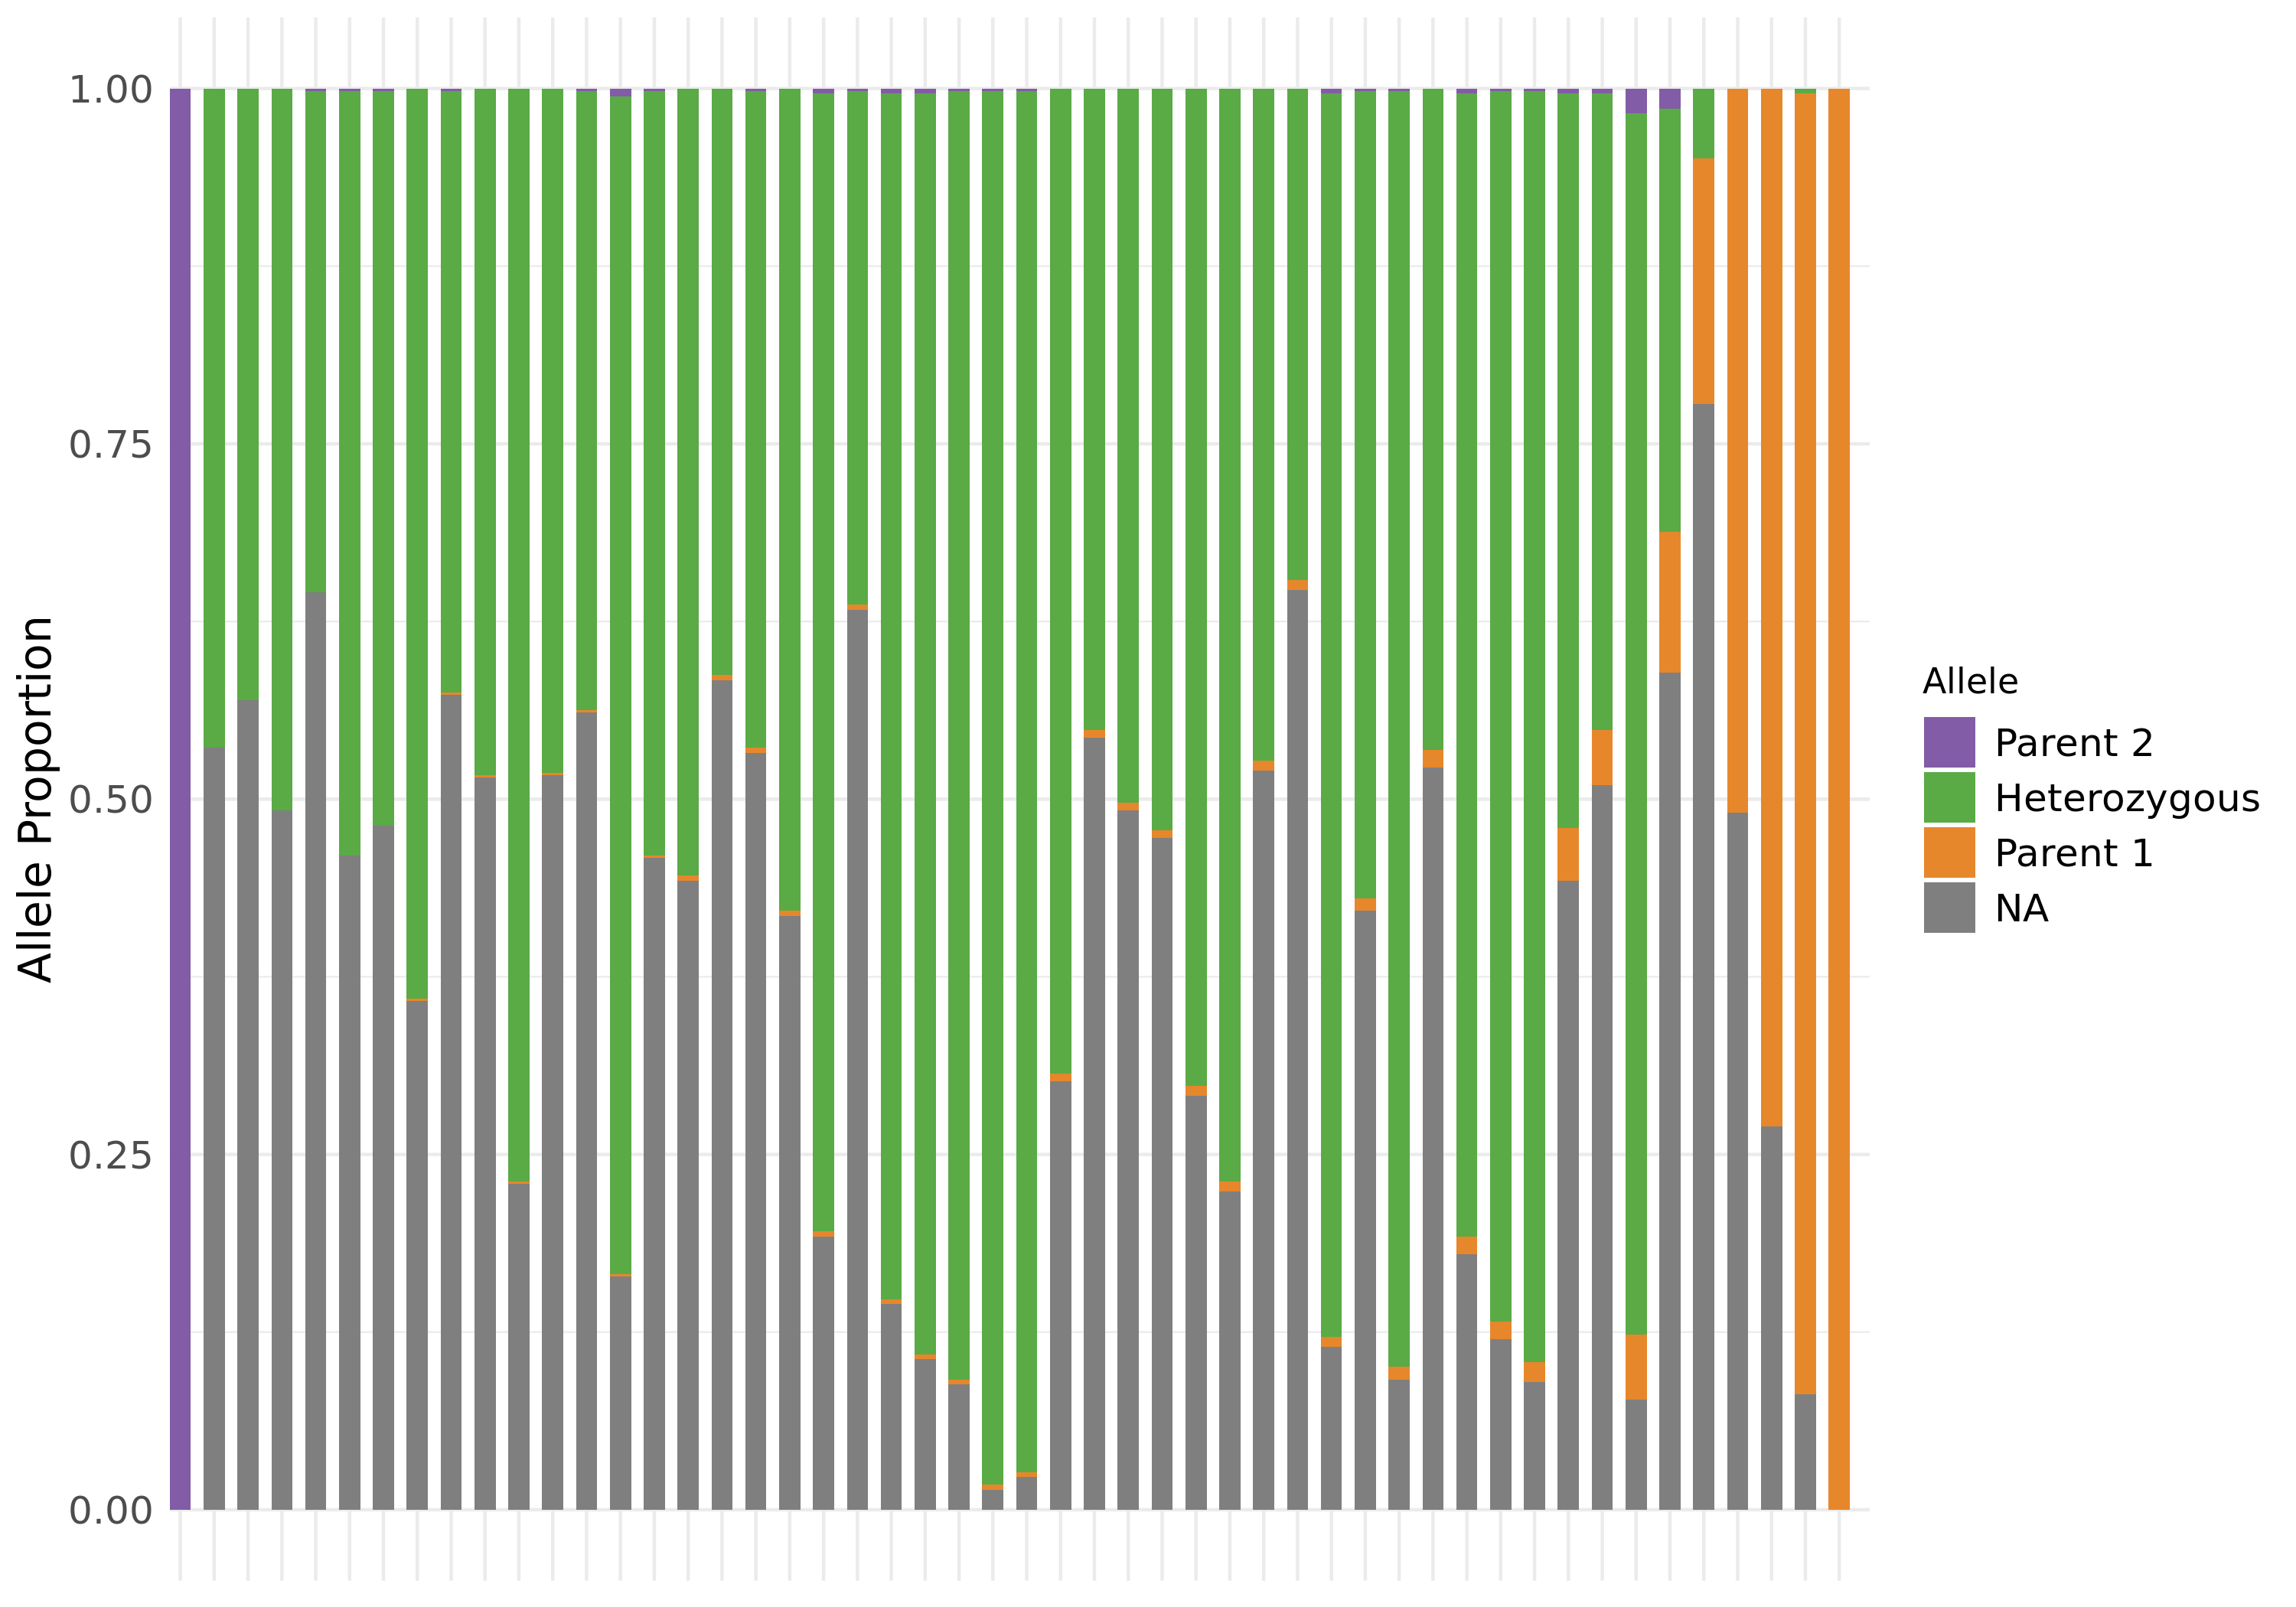 Allele Proportion
1.00
0.75
0.50
0.25
0.00
Allele
Parent 2
Heterozygous
Parent 1
NA